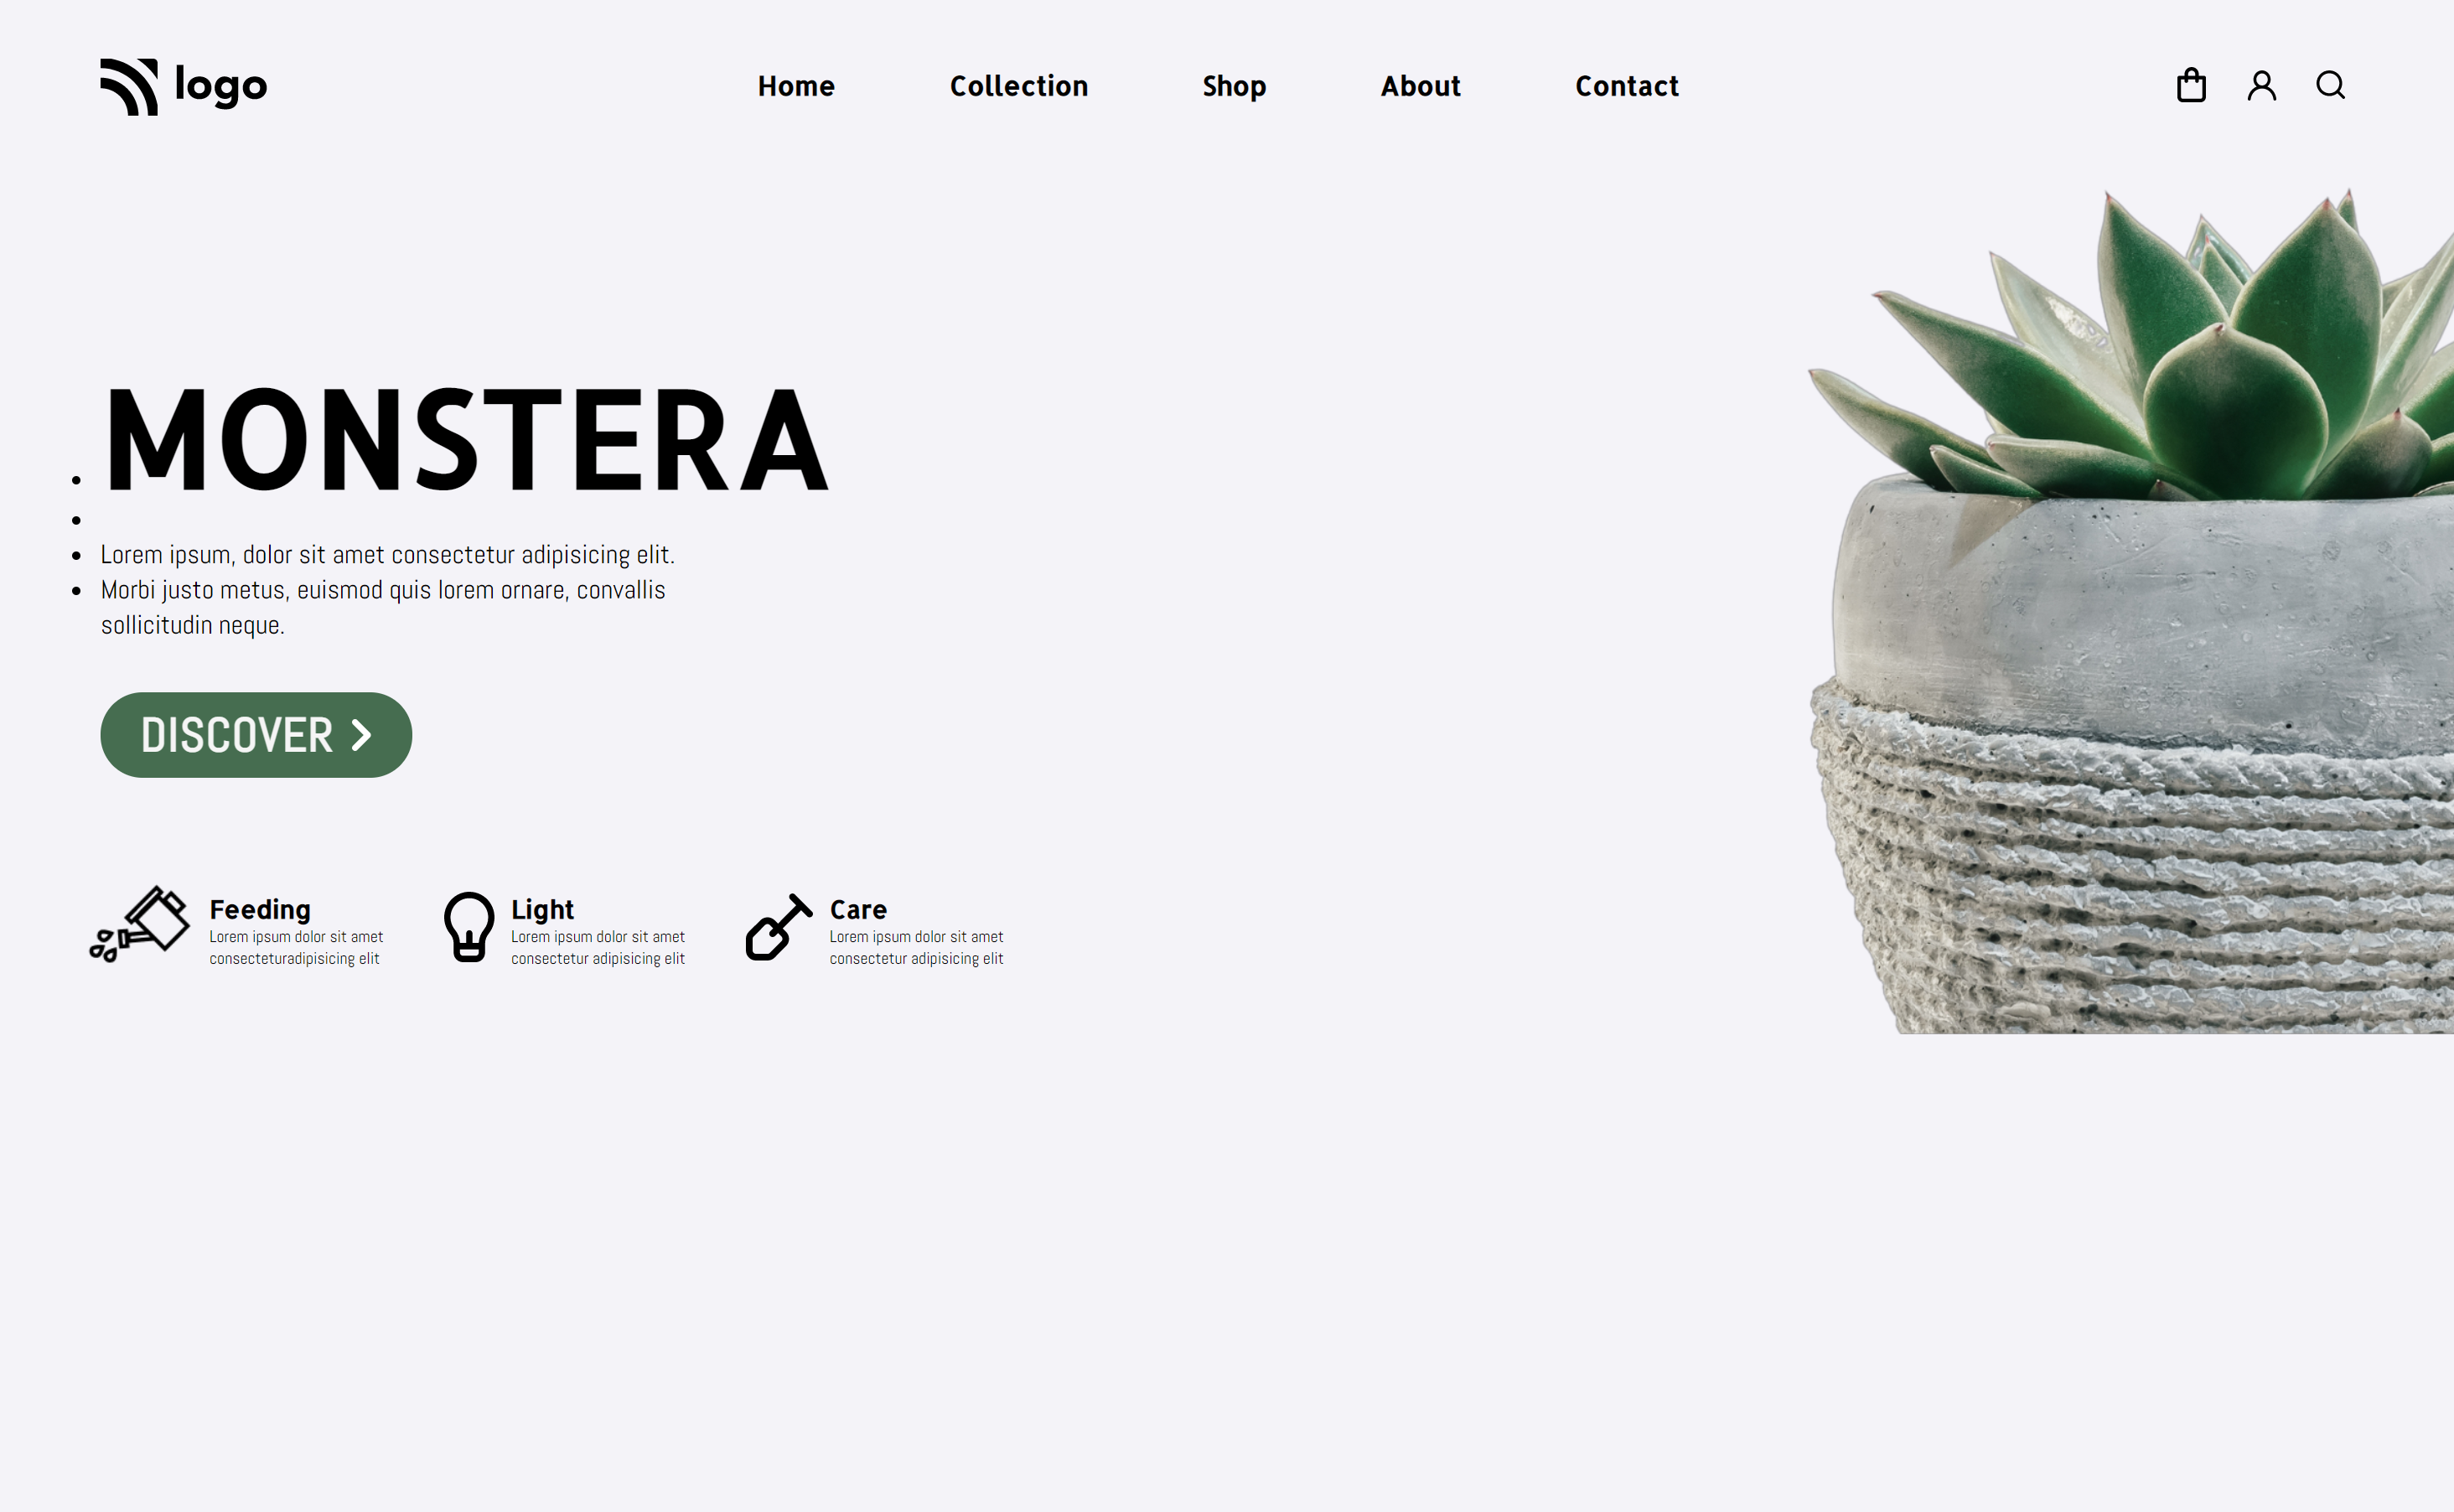 logo
Home Collection Shop About Contact
MONSTERA
Lorem ipsum, dolor sit amet consectetur adipisicing elit.
Morbi justo metus, euismod quis lorem ornare, convallis
sollicitudin neque.
DISCOVER
Feeding
Lorem ipsum dolor sit amet
consecteturadipisicing elit
Light
Lorem ipsum dolor sit amet
consectetur adipisicing elit
Care
Lorem ipsum dolor sit amet
consectetur adipisicing elit